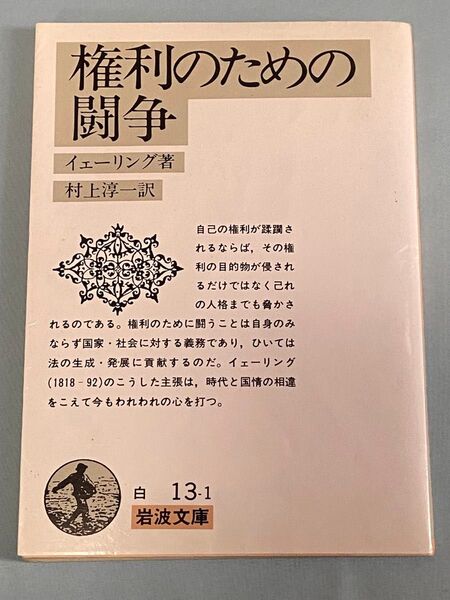 権利のための
闘争
イェーリング著
村上淳一訳
自己の権利が蹂躙さ
れるならば，その権
利の目的物が侵され
るだけではなく己れ
の人格までも脅かさ
れるのである．権利のために闘うことは自身のみ
ならず国家・社会に対する義務であり，ひいては
法の生成・発展に貢献するのだ．イェーリング
(1818－92)のこうした主張は，時代と国情の相違
をこえて今もわれわれの心を打つ．
白 13-1
岩波文庫